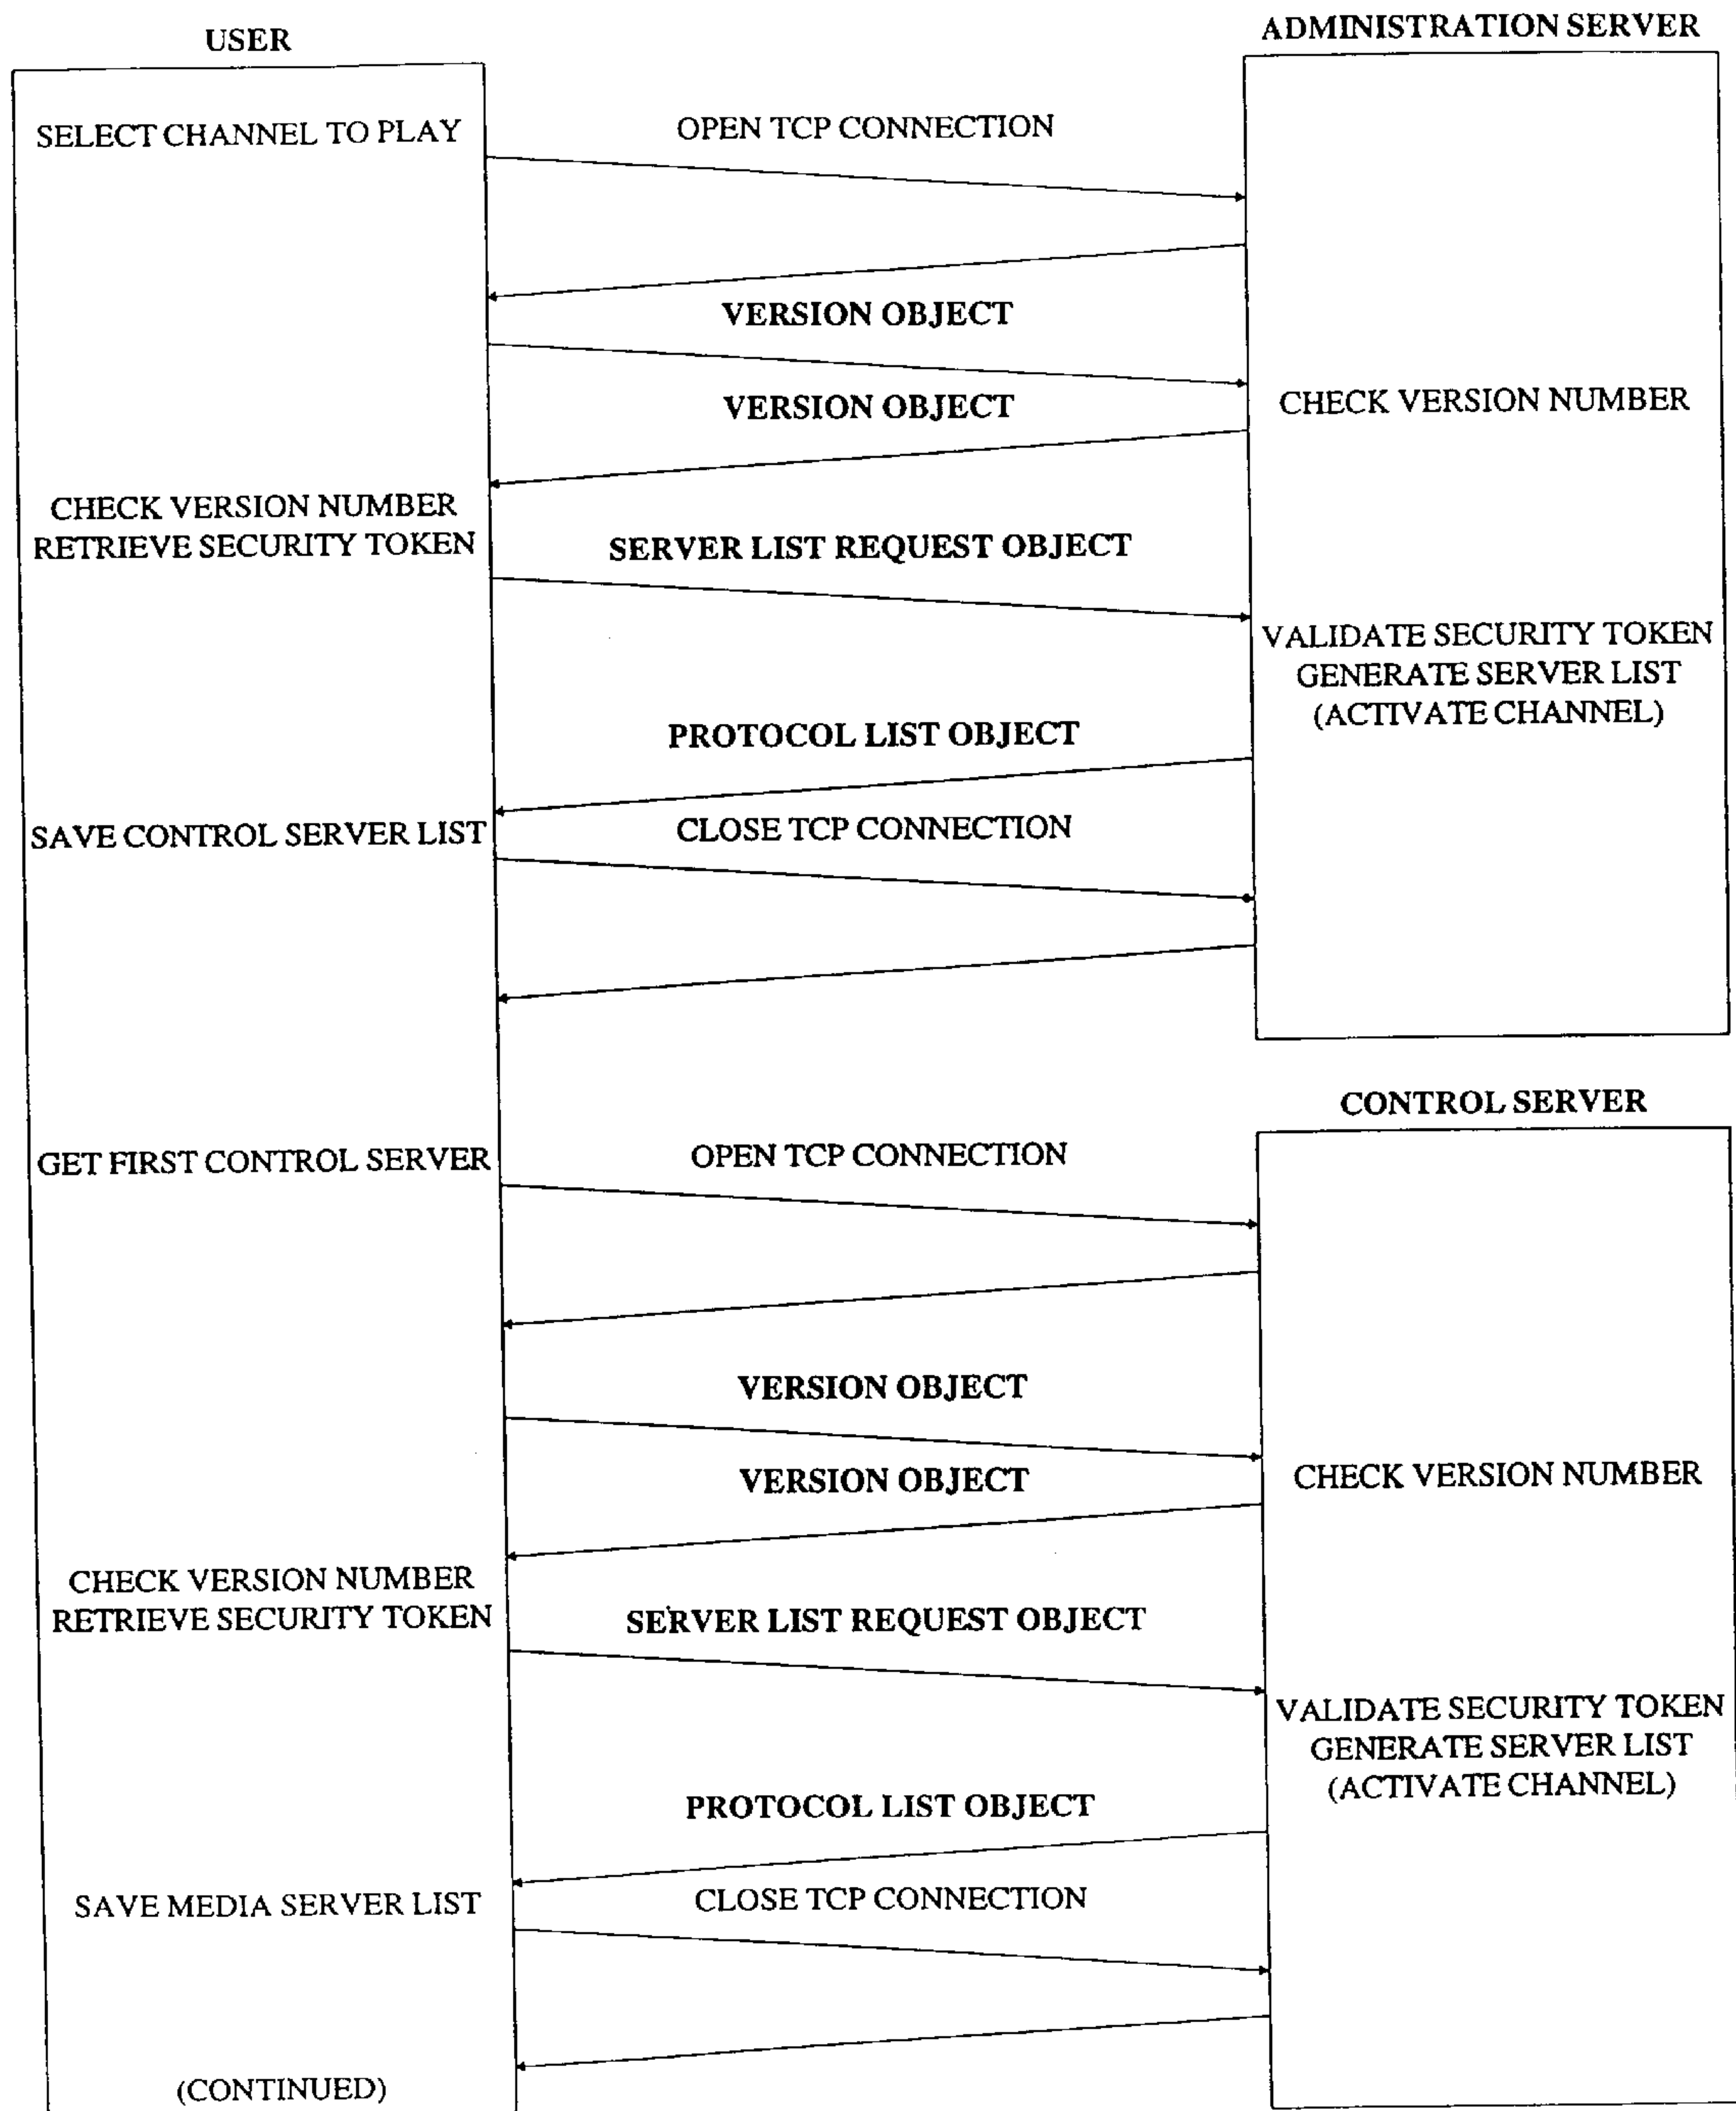 USER
ADMINISTRATION SERVER
SELECT CHANNEL TO PLAY
OPEN TCP CONNECTION
VERSION OBJECT
VERSION OBJECT
CHECK VERSION NUMBER
CHECK VERSION NUMBER
RETRIEVE SECURITY TOKEN
SERVER LIST REQUEST OBJECT
VALIDATE SECURITY TOKEN
GENERATE SERVER LIST
(ACTIVATE CHANNEL)
PROTOCOL LIST OBJECT
SAVE CONTROL SERVER LIST
CLOSE TCP CONNECTION
CONTROL SERVER
GET FIRST CONTROL SERVER
OPEN TCP CONNECTION
VERSION OBJECT
VERSION OBJECT
CHECK VERSION NUMBER
CHECK VERSION NUMBER
RETRIEVE SECURITY TOKEN
SERVER LIST REQUEST OBJECT
VALIDATE SECURITY TOKEN
GENERATE SERVER LIST
(ACTIVATE CHANNEL)
PROTOCOL LIST OBJECT
SAVE MEDIA SERVER LIST
CLOSE TCP CONNECTION
(CONTINUED)